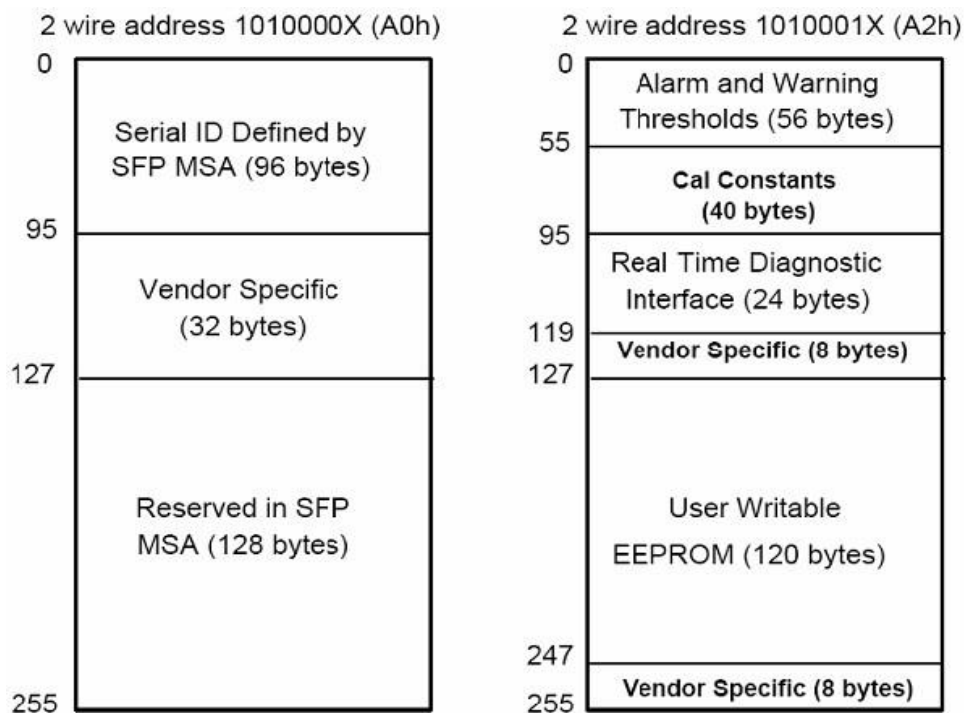 2 wire address 1010000X (A0h)
0
Serial ID Defined by
SFP MSA (96 bytes)
95
Vendor Specific
(32 bytes)
127
Reserved in SFP
MSA (128 bytes)
255
2 wire address 1010001X (A2h)
0
Alarm and Warning
Thresholds (56 bytes)
55
Cal Constants
(40 bytes)
95
Real Time Diagnostic
Interface (24 bytes)
119
Vendor Specific (8 bytes)
127
User Writable
EEPROM (120 bytes)
247
Vendor Specific (8 bytes)
255